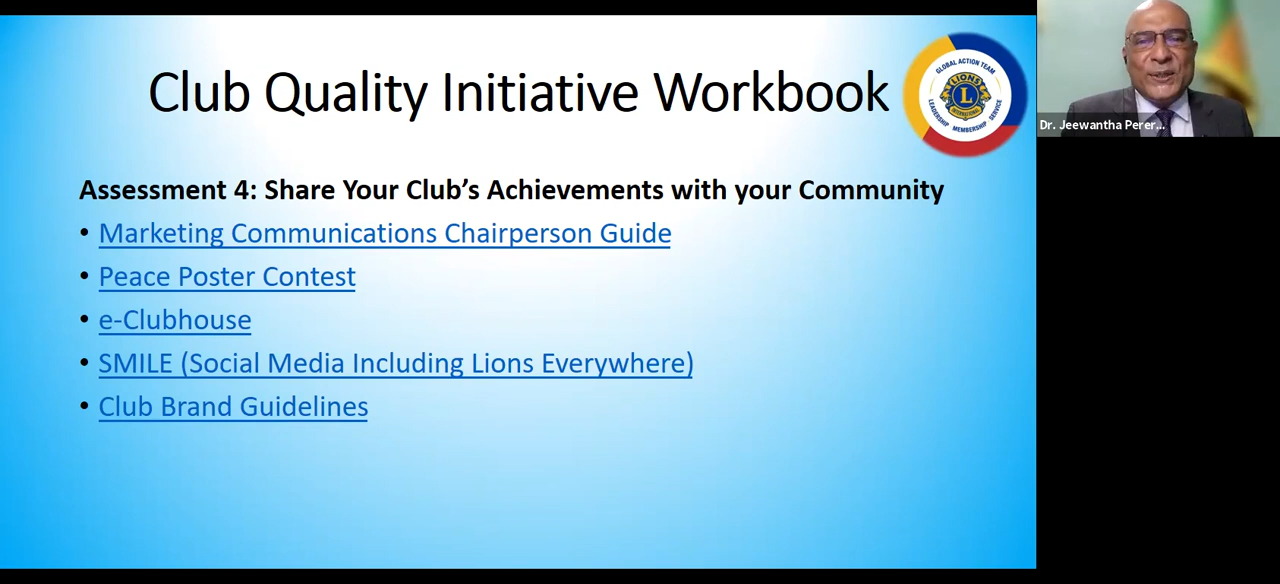 Club Quality Initiative Workbook
GLOBAL ACTION TEAM
LIONS
L
INTERNATIONAL
LEADERSHIP MEMBERSHIP SERVICE
Dr. Jeewantha Perer...
Assessment 4: Share Your Club's Achievements with your Community
• Marketing Communications Chairperson Guide
• Peace Poster Contest
• e-Clubhouse
• SMILE (Social Media Including Lions Everywhere)
• Club Brand Guidelines